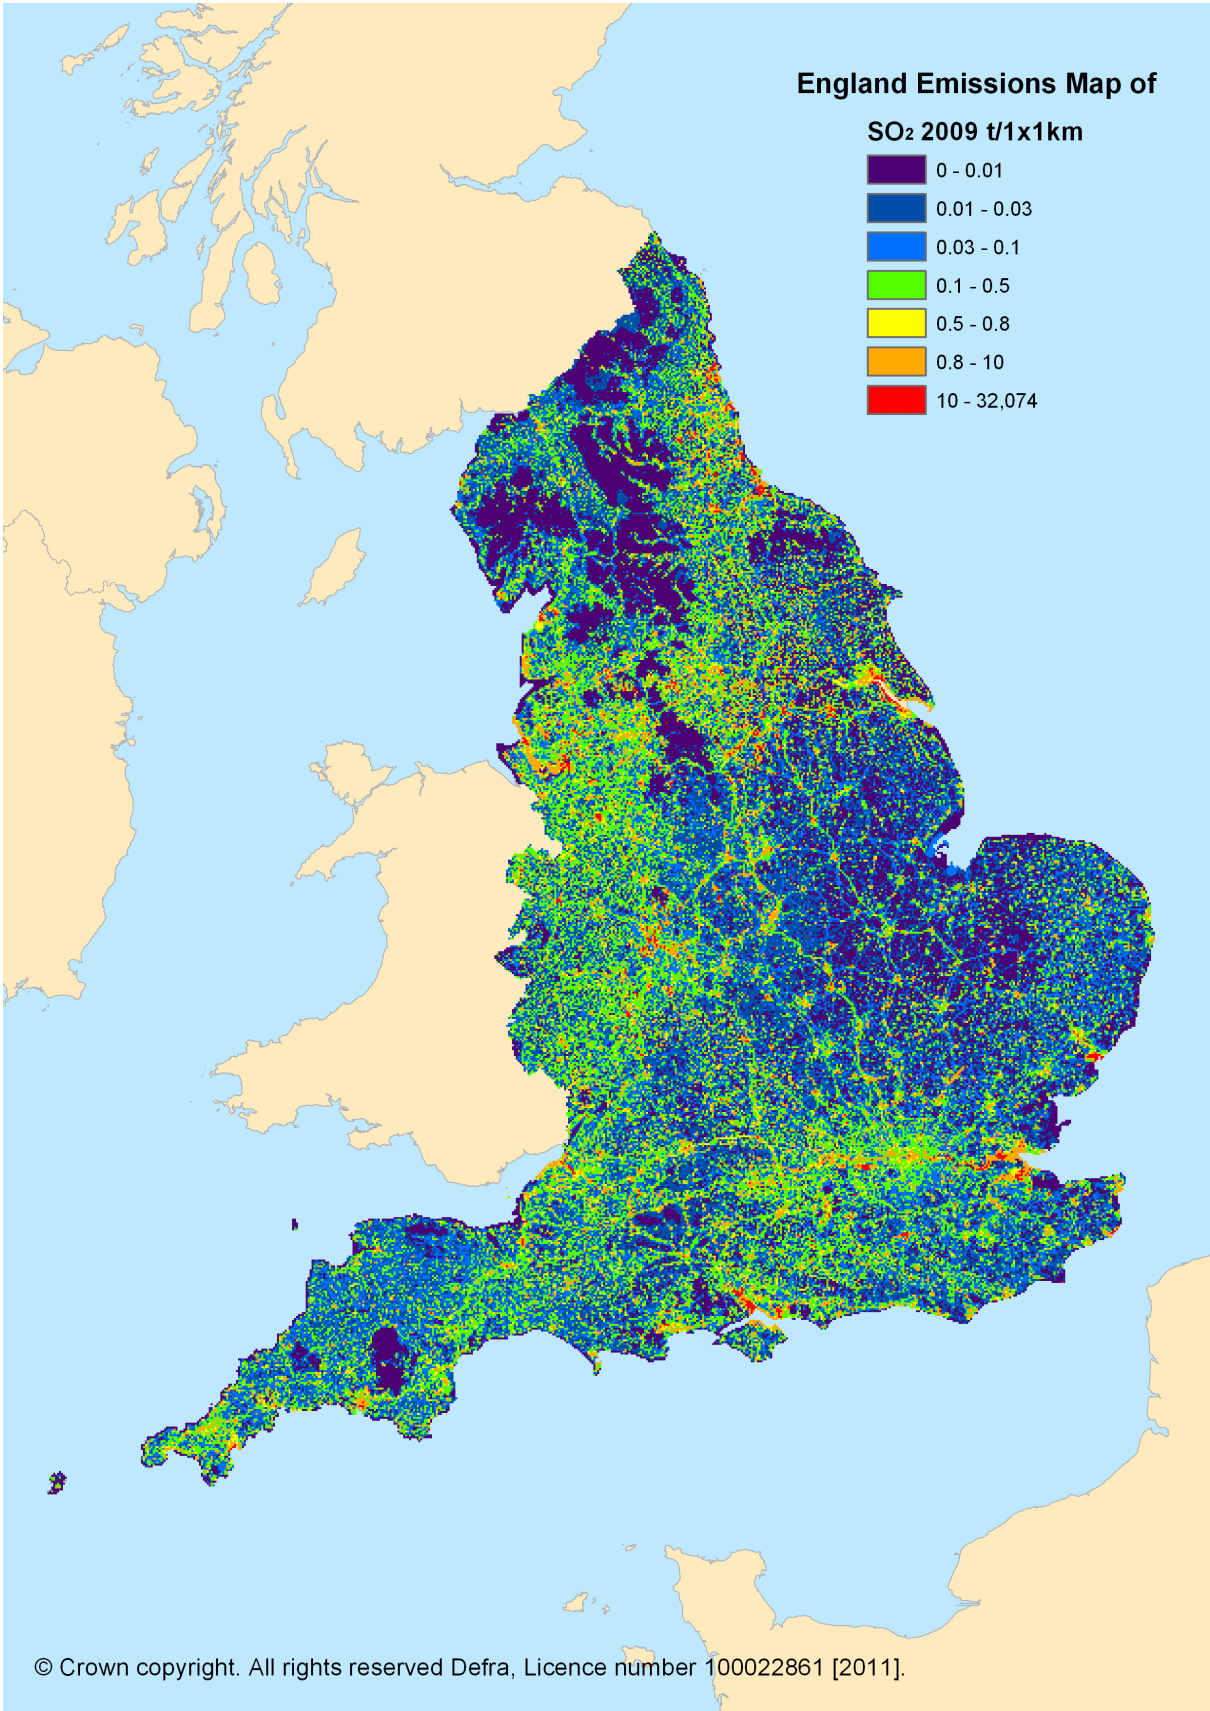 England Emissions Map of
SO₂ 2009 t/1x1km
0 - 0.01
0.01 - 0.03
0.03 - 0.1
0.1 - 0.5
0.5 - 0.8
0.8 - 10
10 - 32,074
© Crown copyright. All rights reserved Defra, Licence number 100022861 [2011].